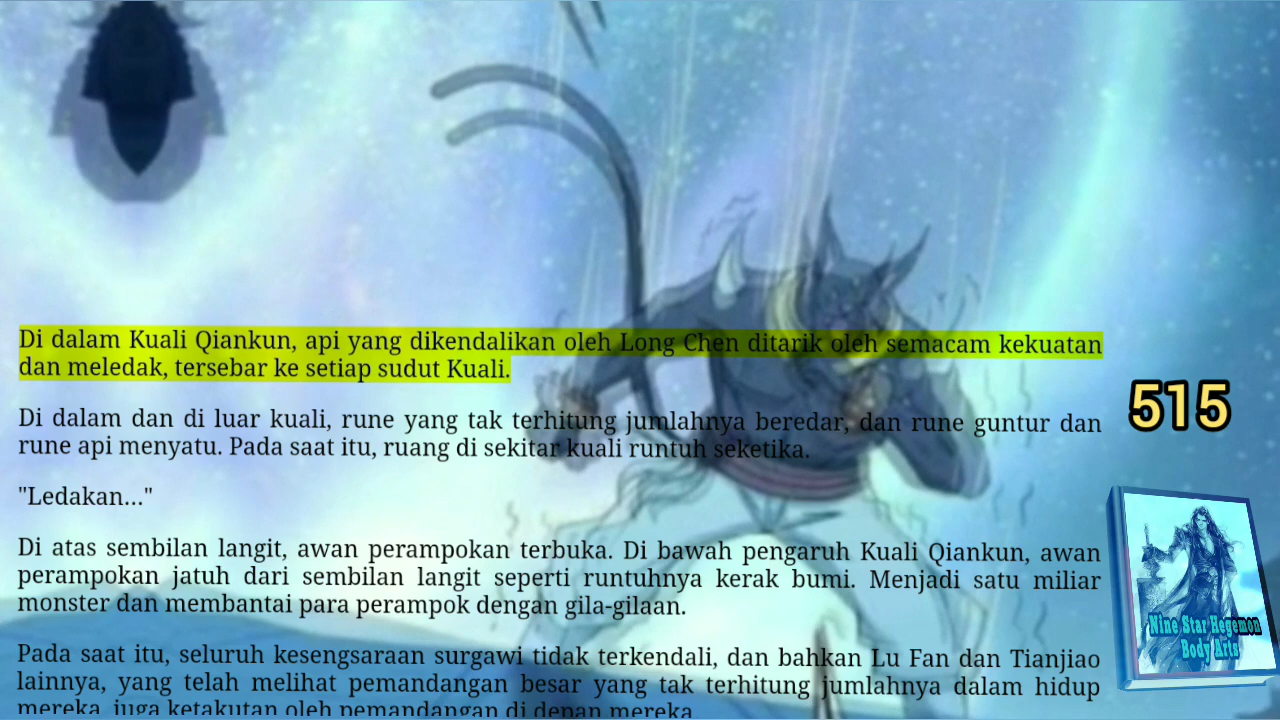 Di dalam Kuali Qiankun, api yang dikendalikan oleh Long Chen ditarik oleh semacam kekuatan
dan meledak, tersebar ke setiap sudut Kuali.
Di dalam dan di luar kuali, rune yang tak terhitung jumlahnya beredar, dan rune guntur dan
rune api menyatu. Pada saat itu, ruang di sekitar kuali runtuh seketika.
"Ledakan..."
Di atas sembilan langit, awan perampokan terbuka. Di bawah pengaruh Kuali Qiankun, awan
perampokan jatuh dari sembilan langit seperti runtuhnya kerak bumi. Menjadi satu miliar
monster dan membantai para perampok dengan gila-gilaan.
Pada saat itu, seluruh kesengsaraan surgawi tidak terkendali, dan bahkan Lu Fan dan Tianjiao
lainnya, yang telah melihat pemandangan besar yang tak terhitung jumlahnya dalam hidup
mereka, juga ketakutan oleh pemandangan di depan mereka
515
Nine Star Hegemon
Body Arts